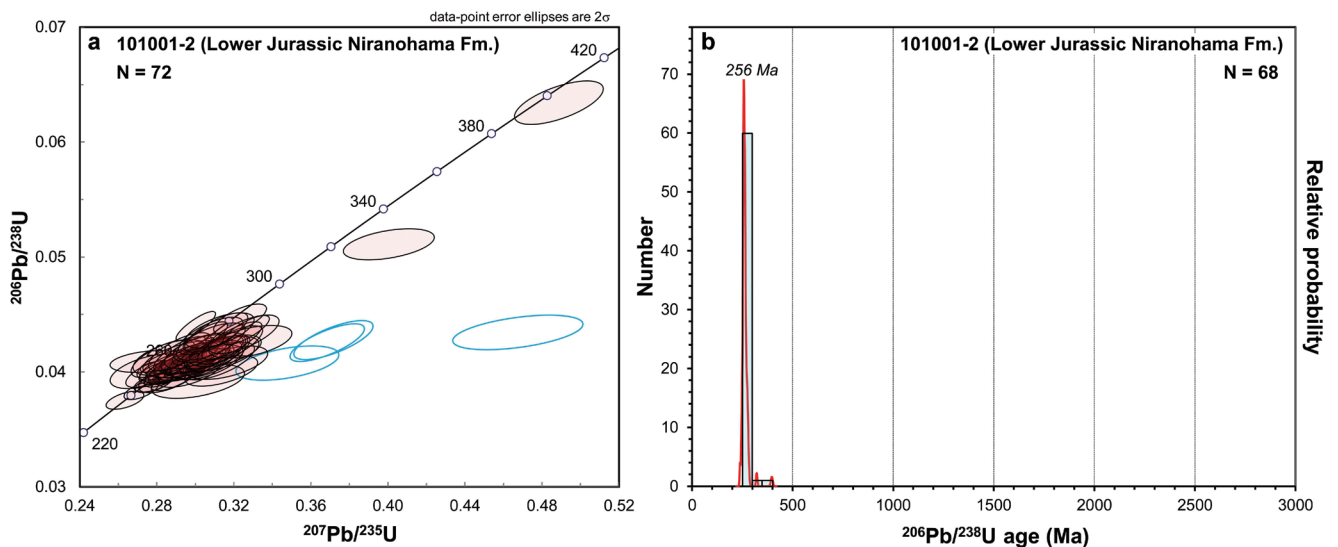 data-point error ellipses are 2σ
a 101001-2 (Lower Jurassic Niranohama Fm.)
N = 72
0.07
0.06
0.05
0.04
0.03
²⁰⁶Pb/²³⁸U
420
380
340
300
260
220
0.24 0.28 0.32 0.36 0.40 0.44 0.48 0.52
²⁰⁷Pb/²³⁵U
b 101001-2 (Lower Jurassic Niranohama Fm.)
N = 68
256 Ma
70
60
50
40
30
20
10
0
Number
Relative probability
0 500 1000 1500 2000 2500 3000
²⁰⁶Pb/²³⁸U age (Ma)